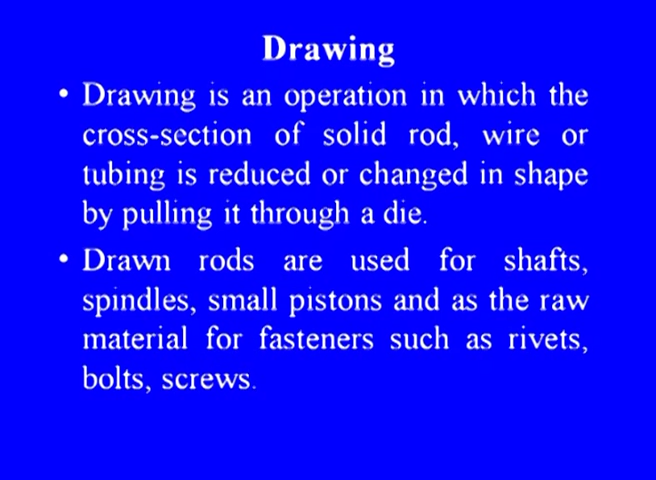 Drawing
• Drawing is an operation in which the
cross-section of solid rod, wire or
tubing is reduced or changed in shape
by pulling it through a die.
• Drawn rods are used for shafts,
spindles, small pistons and as the raw
material for fasteners such as rivets,
bolts, screws.